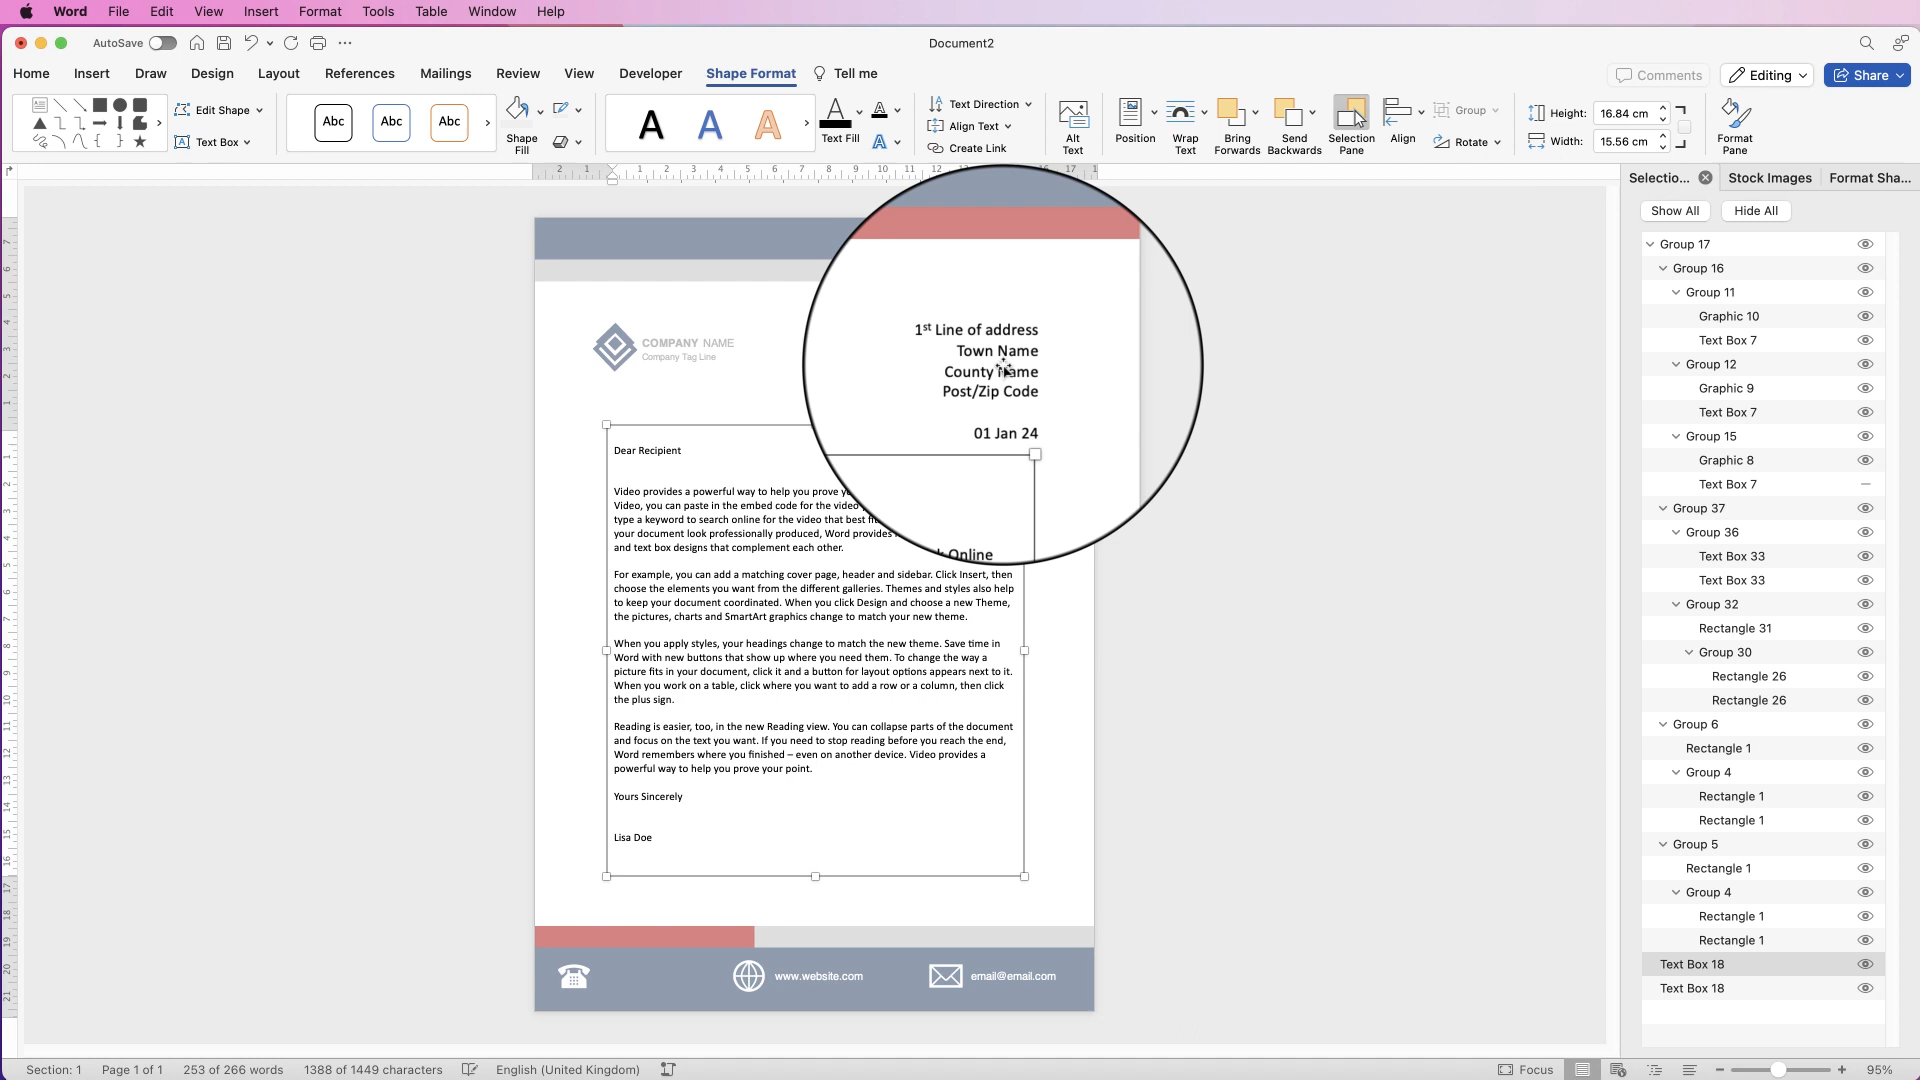 Word File Edit View Insert Format Tools Table Window Help
AutoSave
Document2
Home Insert Draw Design Layout References Mailings Review View Developer Shape Format Tell me
Comments Editing Share
Edit Shape
Text Box
Abc Abc Abc
Shape Fill
A A A
Text Fill
Text Direction
Align Text
Create Link
Alt Text
Position
Wrap Text
Bring Forwards
Send Backwards
Selection Pane
Align
Group
Rotate
Height: 16.84 cm
Width: 15.56 cm
Format Pane
Selectio... Stock Images Format Sha...
Show All Hide All
Group 17
Group 16
Group 11
Graphic 10
Text Box 7
Group 12
Graphic 9
Text Box 7
Group 15
Graphic 8
Text Box 7
Group 37
Group 36
Text Box 33
Text Box 33
Group 32
Rectangle 31
Group 30
Rectangle 26
Rectangle 26
Group 6
Rectangle 1
Group 4
Rectangle 1
Rectangle 1
Group 5
Rectangle 1
Group 4
Rectangle 1
Rectangle 1
Text Box 18
Text Box 18
COMPANY NAME
Company Tag Line
1st Line of address
Town Name
County Name
Post/Zip Code
01 Jan 24
Dear Recipient
Video provides a powerful way to help you prove
Video, you can paste in the embed code for the video
type a keyword to search online for the video that best
your document look professionally produced, Word provides
and text box designs that complement each other.
Online
For example, you can add a matching cover page, header and sidebar. Click Insert, then
choose the elements you want from the different galleries. Themes and styles also help
to keep your document coordinated. When you click Design and choose a new Theme,
the pictures, charts and SmartArt graphics change to match your new theme.
When you apply styles, your headings change to match the new theme. Save time in
Word with new buttons that show up where you need them. To change the way a
picture fits in your document, click it and a button for layout options appears next to it.
When you work on a table, click where you want to add a row or a column, then click
the plus sign.
Reading is easier, too, in the new Reading view. You can collapse parts of the document
and focus on the text you want. If you need to stop reading before you reach the end,
Word remembers where you finished – even on another device. Video provides a
powerful way to help you prove your point.
Yours Sincerely
Lisa Doe
www.website.com
email@email.com
Section: 1 Page 1 of 1 253 of 266 words 1388 of 1449 characters English (United Kingdom) Focus 95%